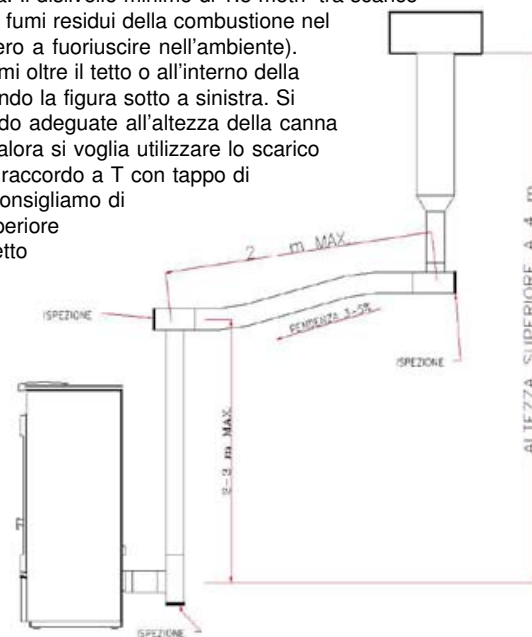 a. Il dislivello minimo di 1.5 metri tra scarico
fumi residui della combustione nel
ero a fuoriuscire nell'ambiente).
mi oltre il tetto o all'interno della
ndo la figura sotto a sinistra. Si
do adeguate all'altezza della canna
alora si voglia utilizzare lo scarico
raccordo a T con tappo di
onsigliamo di
periore
etto
2 m MAX.
ISPEZIONE
PENDENZA 3-5%
ISPEZIONE
2-3 m MAX
ALTEZZA SUPERIORE A 4 m
ISPEZIONE